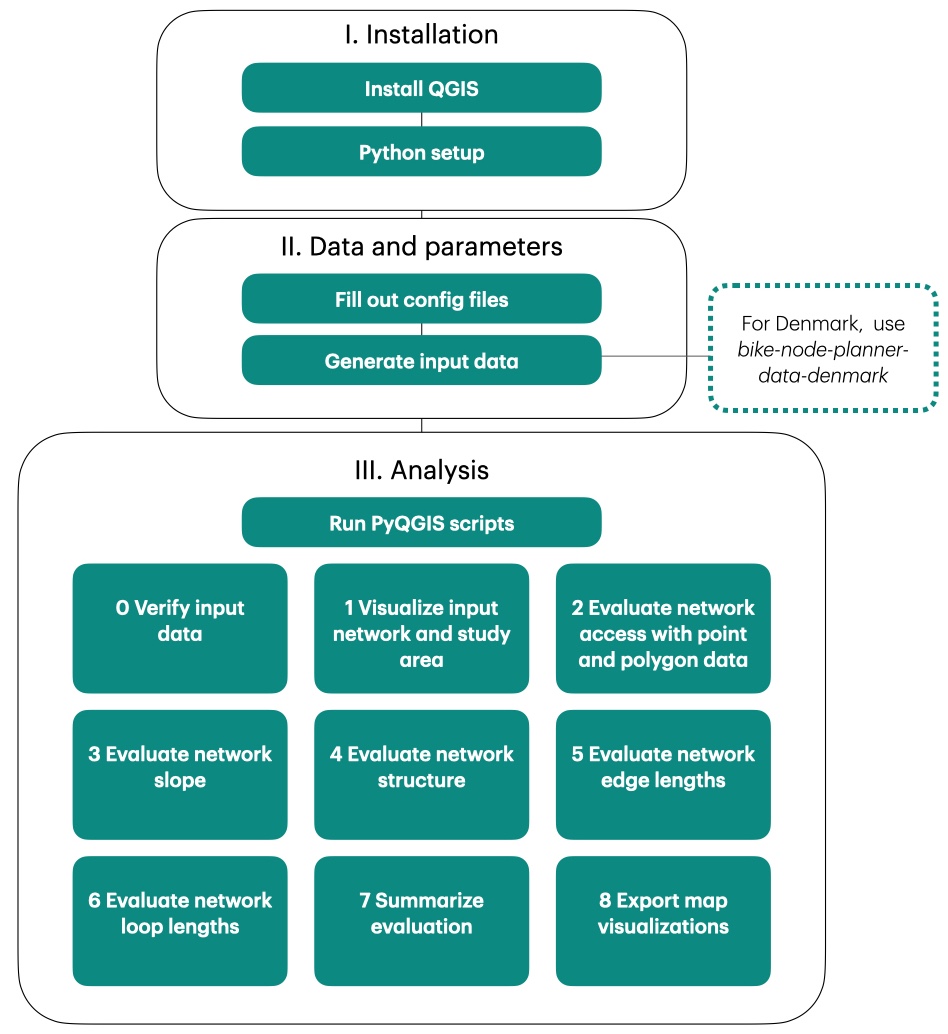 I. Installation
Install QGIS
Python setup
II. Data and parameters
Fill out config files
Generate input data
For Denmark, use
bike-node-planner-
data-denmark
III. Analysis
Run PyQGIS scripts
0 Verify input
data
1 Visualize input
network and study
area
2 Evaluate network
access with point
and polygon data
3 Evaluate network
slope
4 Evaluate network
structure
5 Evaluate network
edge lengths
6 Evaluate network
loop lengths
7 Summarize
evaluation
8 Export map
visualizations